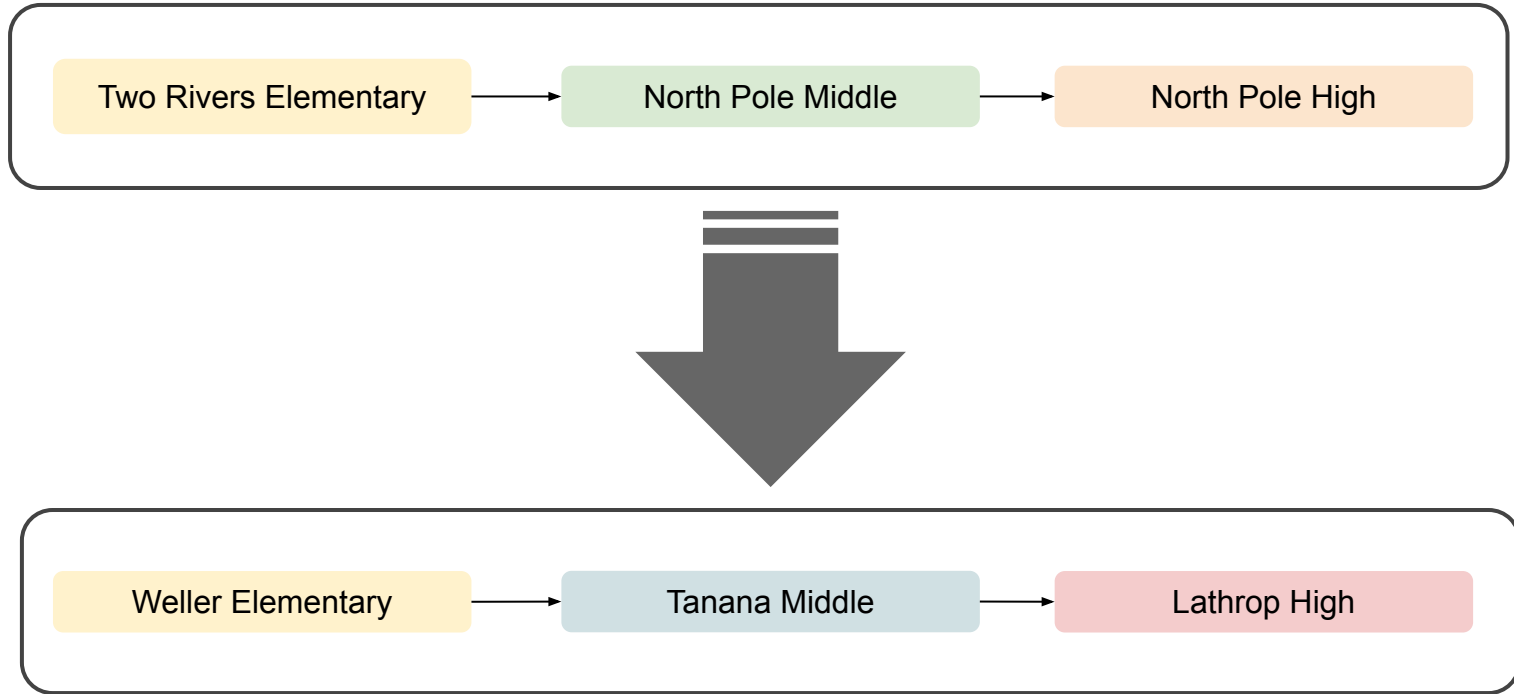 Two Rivers Elementary
North Pole Middle
North Pole High
Weller Elementary
Tanana Middle
Lathrop High